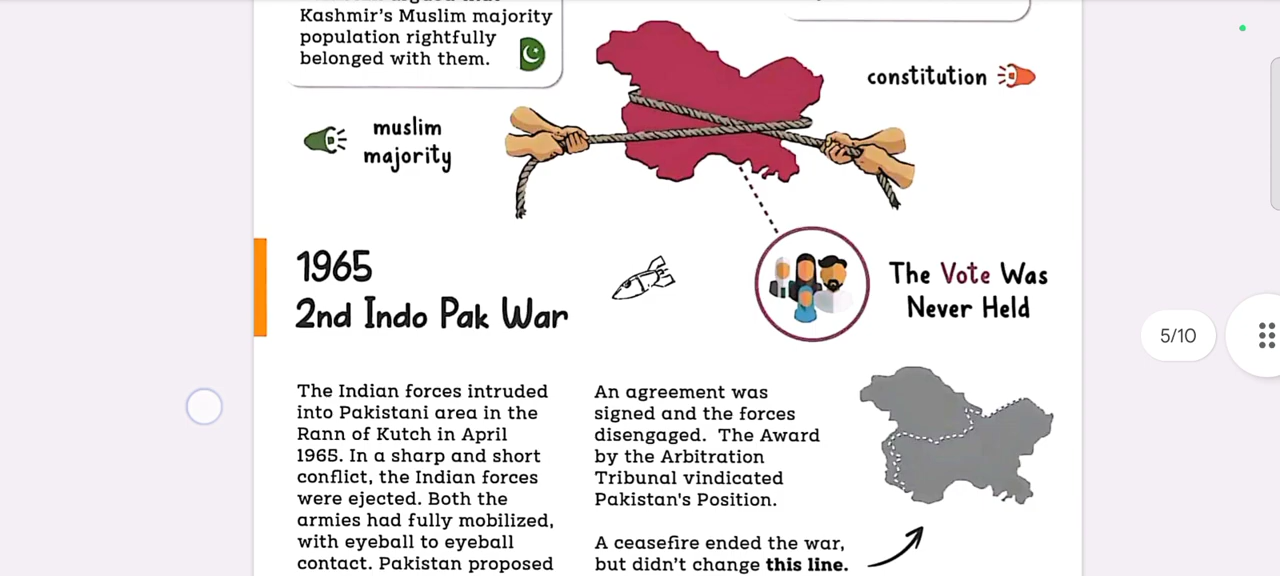 Kashmir's Muslim majority
population rightfully
belonged with them.
constitution
muslim
majority
1965
2nd Indo Pak War
The Vote Was
Never Held
The Indian forces intruded
into Pakistani area in the
Rann of Kutch in April
1965. In a sharp and short
conflict, the Indian forces
were ejected. Both the
armies had fully mobilized,
with eyeball to eyeball
contact. Pakistan proposed
An agreement was
signed and the forces
disengaged. The Award
by the Arbitration
Tribunal vindicated
Pakistan's Position.
A ceasefire ended the war,
but didn't change this line.
5/10